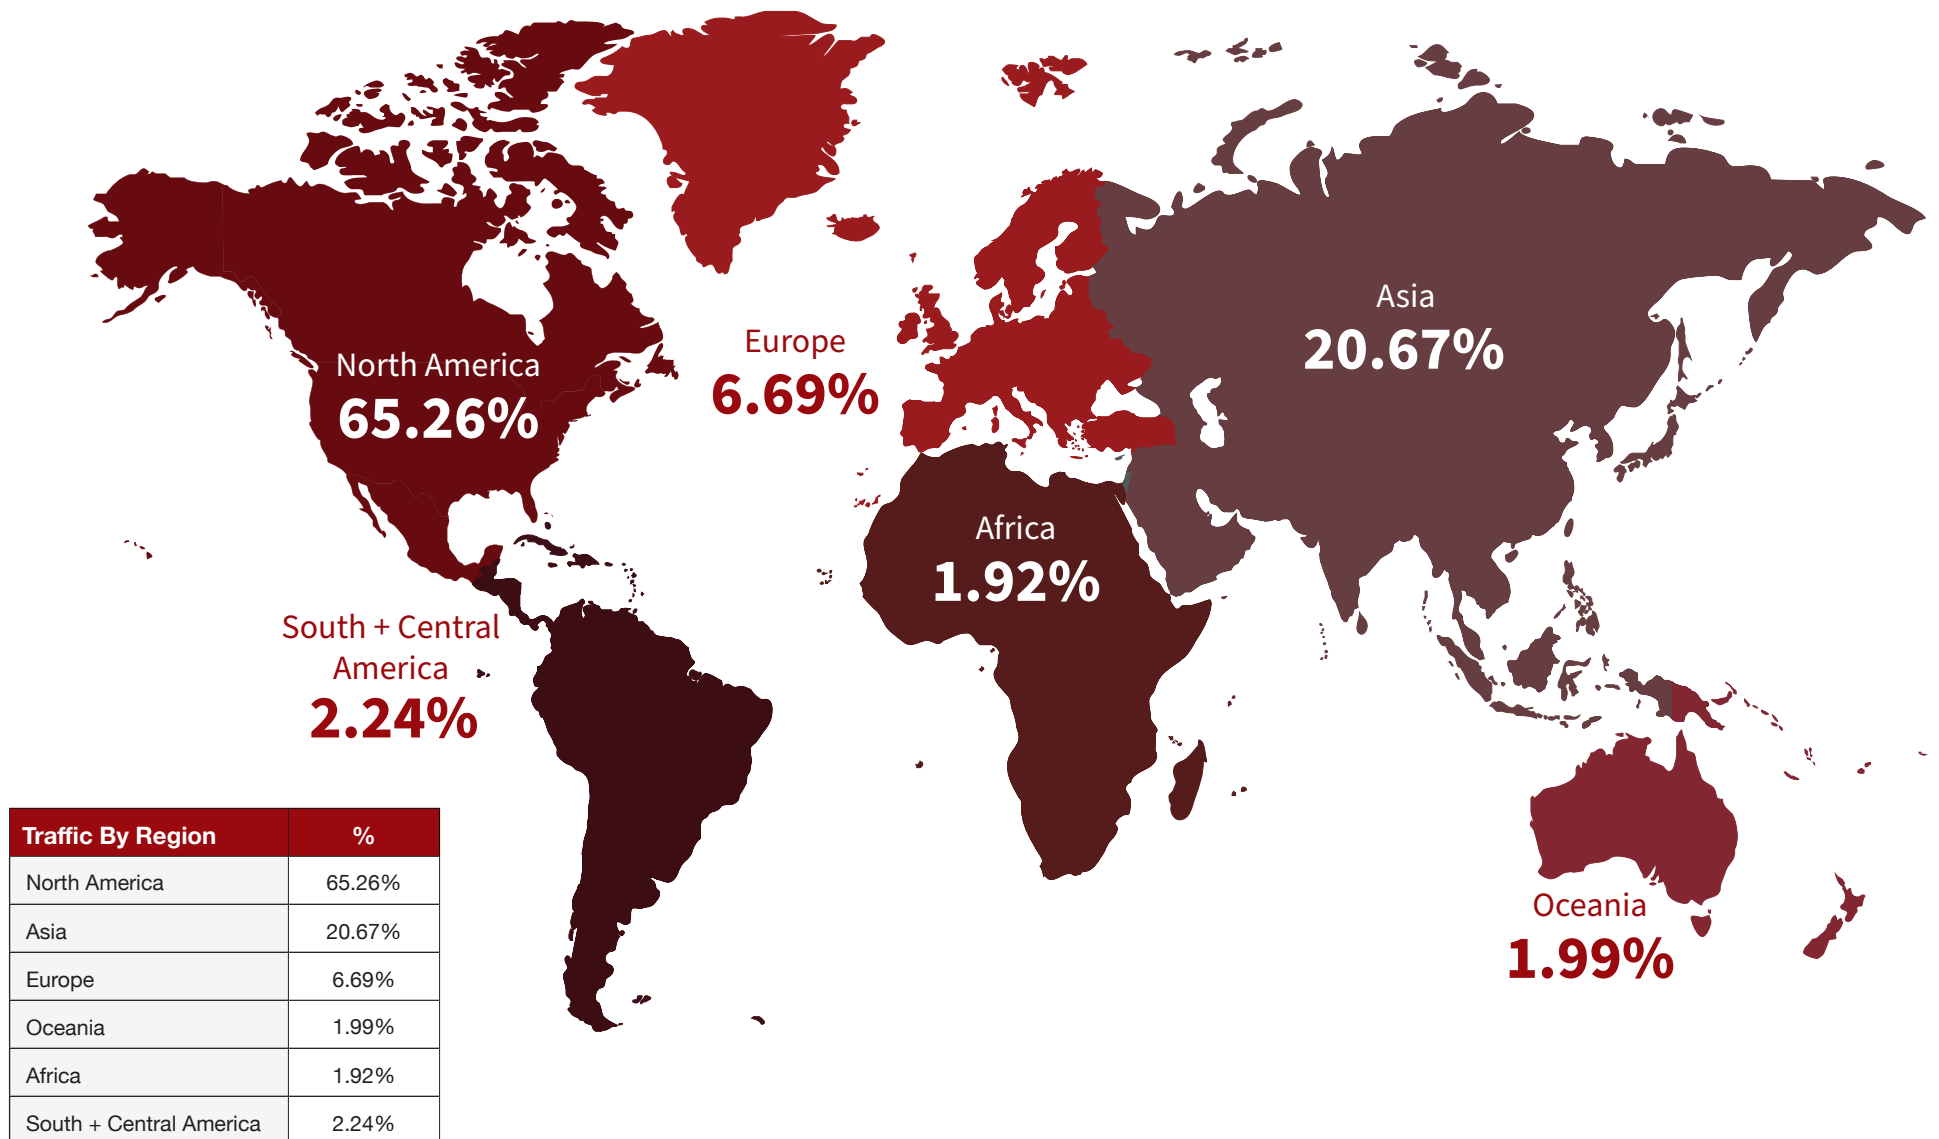 North America
65.26%
Europe
6.69%
Asia
20.67%
Africa
1.92%
South + Central
America
2.24%
Oceania
1.99%
Traffic By Region %
North America 65.26%
Asia 20.67%
Europe 6.69%
Oceania 1.99%
Africa 1.92%
South + Central America 2.24%